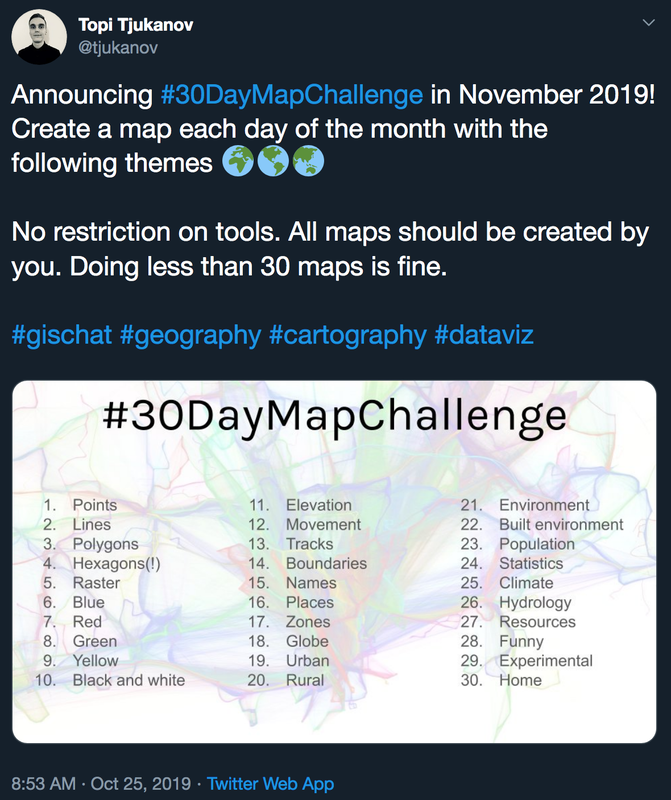 Topi Tjukanov
@tjukanov
Announcing #30DayMapChallenge in November 2019!
Create a map each day of the month with the
following themes 🌍🌎🌏
No restriction on tools. All maps should be created by
you. Doing less than 30 maps is fine.
#gischat #geography #cartography #dataviz
#30DayMapChallenge
1. Points
2. Lines
3. Polygons
4. Hexagons(!)
5. Raster
6. Blue
7. Red
8. Green
9. Yellow
10. Black and white
11. Elevation
12. Movement
13. Tracks
14. Boundaries
15. Names
16. Places
17. Zones
18. Globe
19. Urban
20. Rural
21. Environment
22. Built environment
23. Population
24. Statistics
25. Climate
26. Hydrology
27. Resources
28. Funny
29. Experimental
30. Home
8:53 AM · Oct 25, 2019 · Twitter Web App